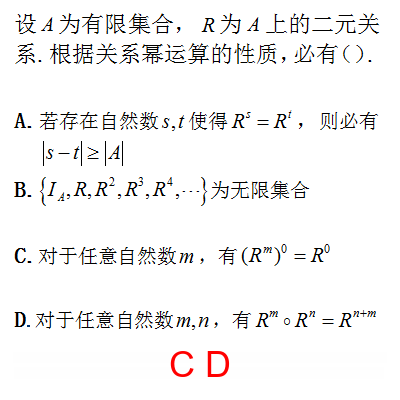 设 A 为有限集合， R 为 A 上的二元关
系. 根据关系幂运算的性质, 必有( ).
A. 若存在自然数 s,t 使得 R^s = R^t ， 则必有
|s−t| ≥ |A|
B. {I_A, R, R^2, R^3, R^4, ⋯} 为无限集合
C. 对于任意自然数 m ，有 (R^m)^0 = R^0
D. 对于任意自然数 m,n ，有 R^m ∘ R^n = R^{n+m}
C D